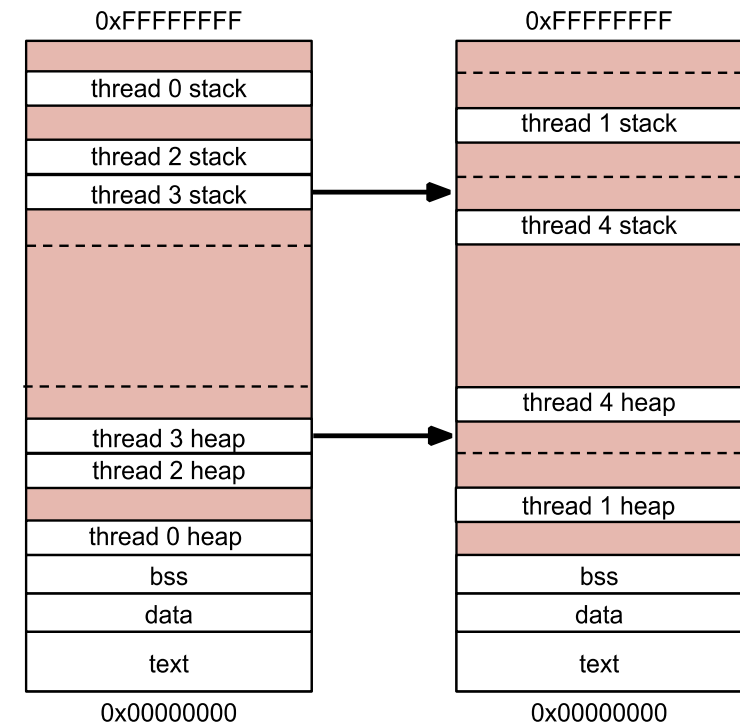 0xFFFFFFFF
thread 0 stack
thread 2 stack
thread 3 stack
thread 3 heap
thread 2 heap
thread 0 heap
bss
data
text
0x00000000
0xFFFFFFFF
thread 1 stack
thread 4 stack
thread 4 heap
thread 1 heap
bss
data
text
0x00000000